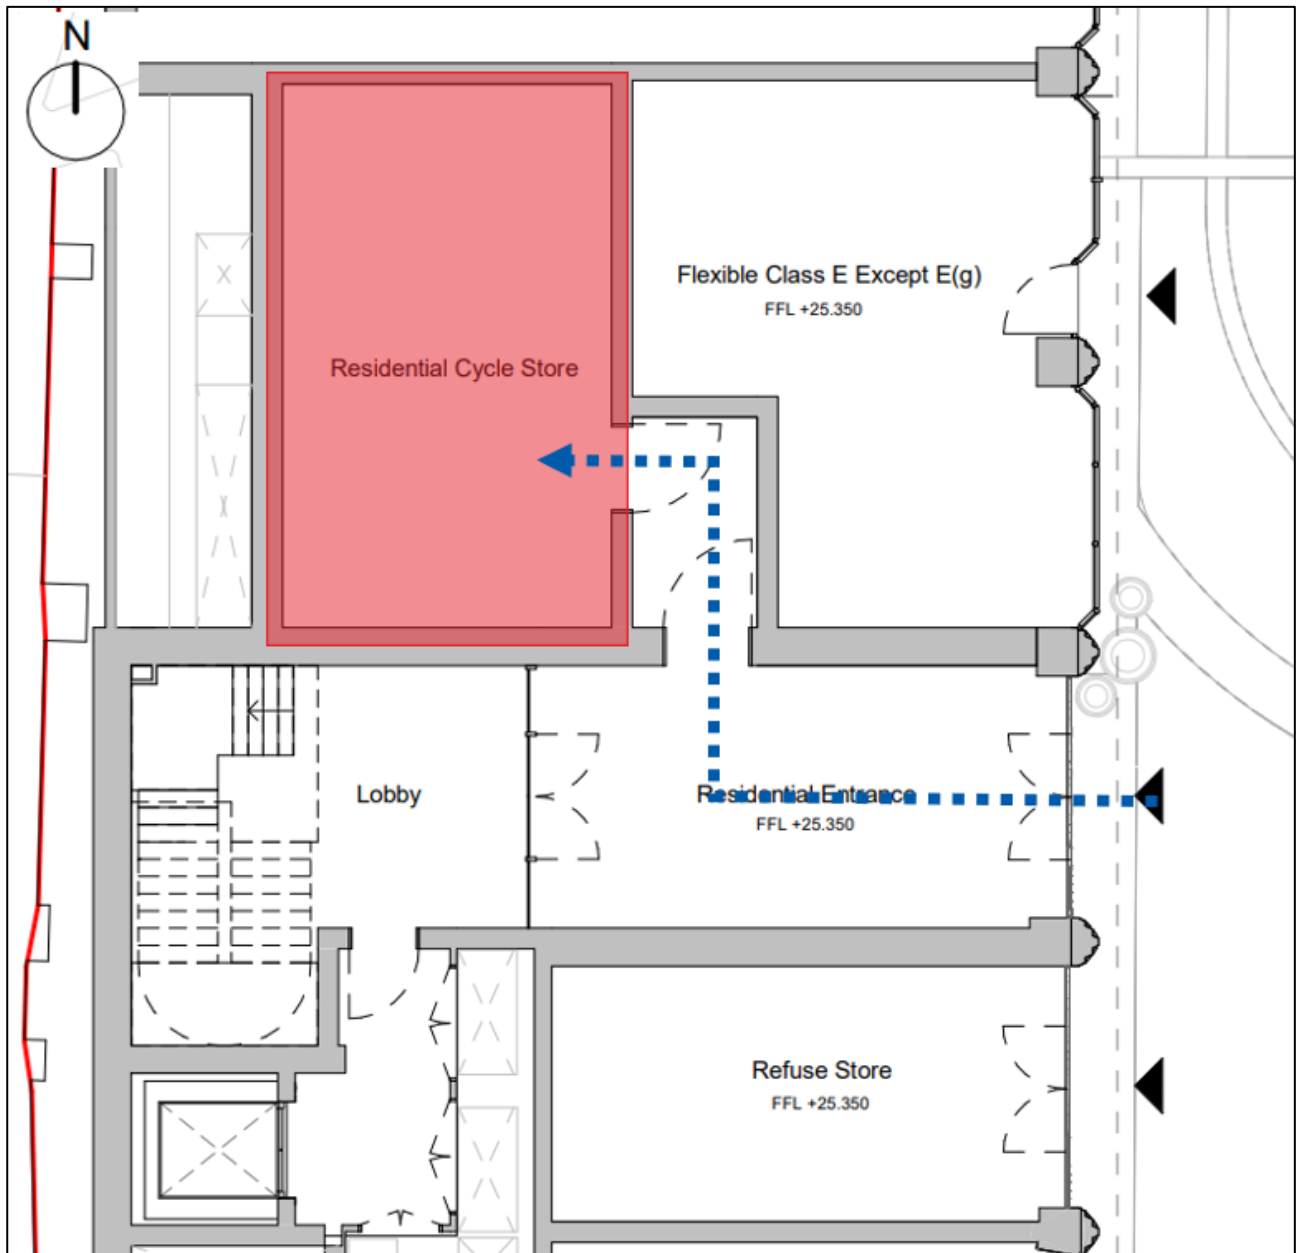 N
Flexible Class E Except E(g)
FFL +25.350
Residential Cycle Store
Lobby
Residential Entrance
FFL +25.350
Refuse Store
FFL +25.350